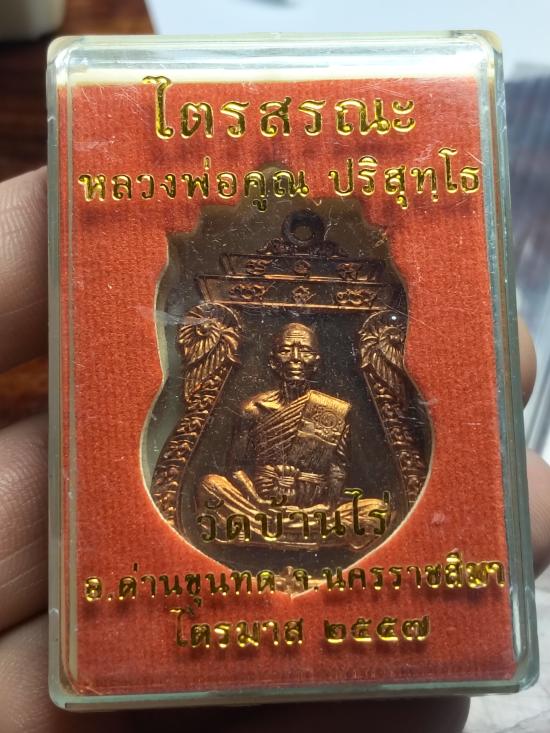 ไตรสรณะ
หลวงพ่อคูณ ปริสุทฺโธ
วัดบ้านไร่
อ.ด่านขุนทด จ.นครราชสีมา
ไตรมาส ๒๕๕๗